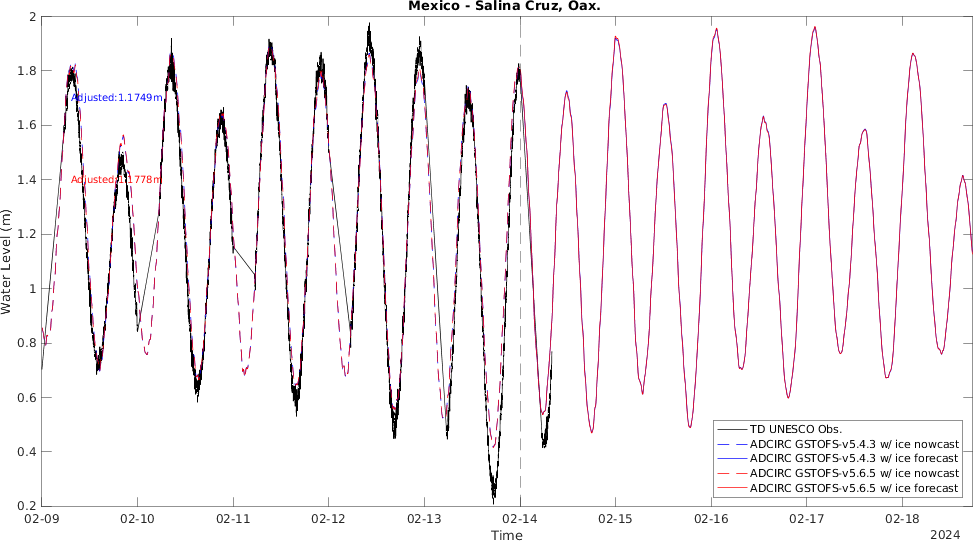 Mexico - Salina Cruz, Oax.
2
1.8
1.6
1.4
1.2
1
0.8
0.6
0.4
0.2
Water Level (m)
Adjusted:1.1749m
Adjusted:1.1778m
TD UNESCO Obs.
ADCIRC GSTOFS-v5.4.3 w/ ice nowcast
ADCIRC GSTOFS-v5.4.3 w/ ice forecast
ADCIRC GSTOFS-v5.6.5 w/ ice nowcast
ADCIRC GSTOFS-v5.6.5 w/ ice forecast
02-09 02-10 02-11 02-12 02-13 02-14 02-15 02-16 02-17 02-18
Time
2024